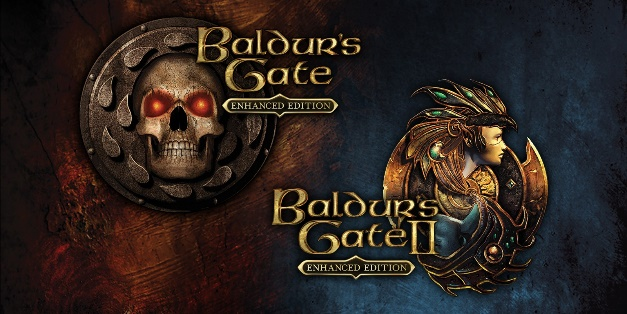 Baldur's
Gate
ENHANCED EDITION
Baldur's
Gate II
ENHANCED EDITION